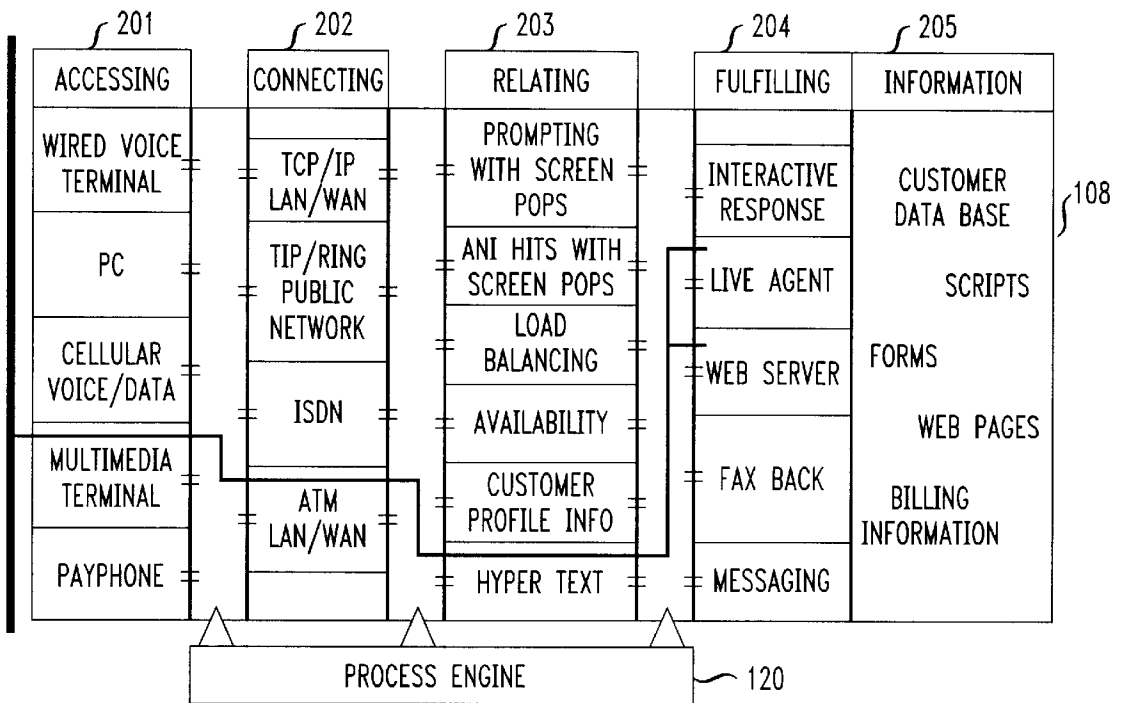 201
202
203
204
205
ACCESSING
CONNECTING
RELATING
FULFILLING
INFORMATION
WIRED VOICE
TERMINAL
PC
CELLULAR
VOICE/DATA
MULTIMEDIA
TERMINAL
PAYPHONE
TCP/IP
LAN/WAN
TIP/RING
PUBLIC
NETWORK
ISDN
ATM
LAN/WAN
PROMPTING
WITH SCREEN
POPS
ANI HITS WITH
SCREEN POPS
LOAD
BALANCING
AVAILABILITY
CUSTOMER
PROFILE INFO
HYPER TEXT
INTERACTIVE
RESPONSE
LIVE AGENT
WEB SERVER
FAX BACK
MESSAGING
CUSTOMER
DATA BASE
SCRIPTS
FORMS
WEB PAGES
BILLING
INFORMATION
108
PROCESS ENGINE
120